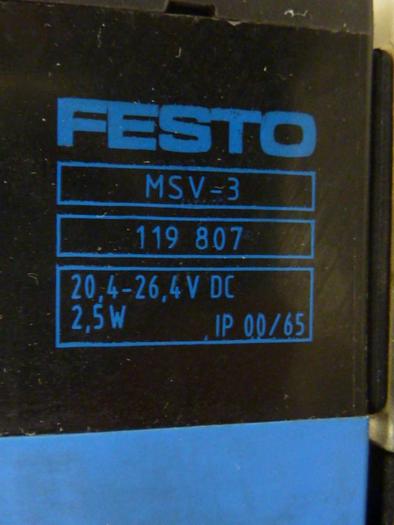 FESTO
MSV-3
119 807
20,4-26,4V DC
2,5W IP 00/65